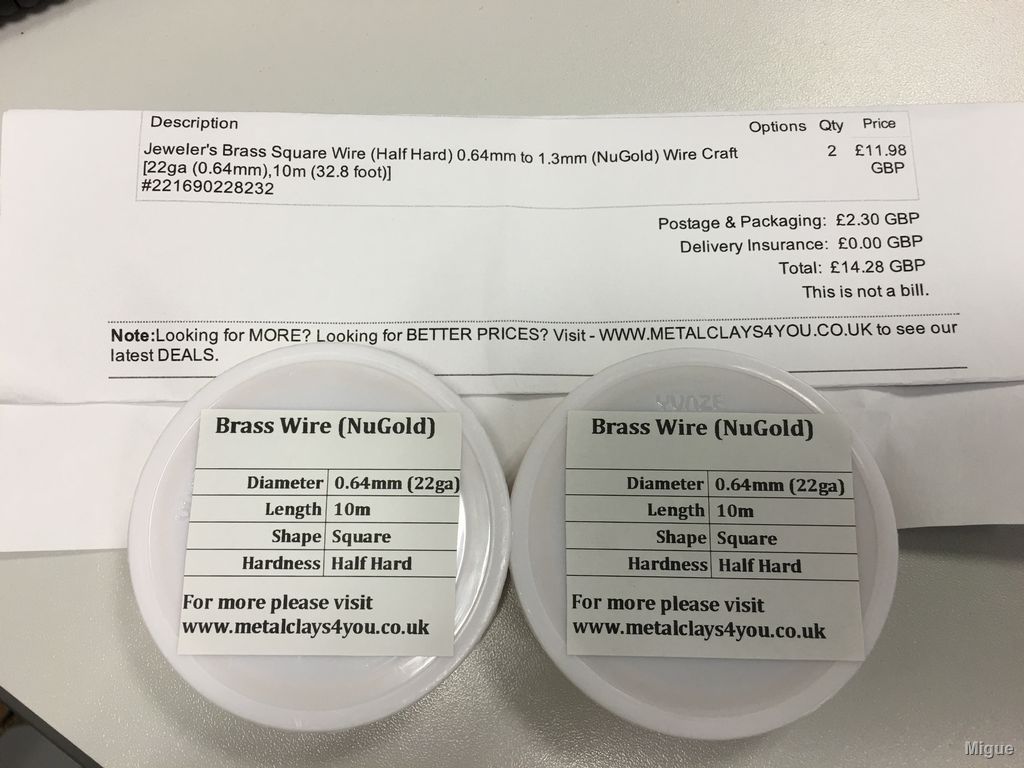 Description Options Qty Price
Jeweler's Brass Square Wire (Half Hard) 0.64mm to 1.3mm (NuGold) Wire Craft 2 £11.98
[22ga (0.64mm),10m (32.8 foot)] GBP
#221690228232
Postage & Packaging: £2.30 GBP
Delivery Insurance: £0.00 GBP
Total: £14.28 GBP
This is not a bill.
Note:Looking for MORE? Looking for BETTER PRICES? Visit - WWW.METALCLAYS4YOU.CO.UK to see our
latest DEALS.
Brass Wire (NuGold)
Diameter 0.64mm (22ga)
Length 10m
Shape Square
Hardness Half Hard
For more please visit
www.metalclays4you.co.uk
YUNZE
Brass Wire (NuGold)
Diameter 0.64mm (22ga)
Length 10m
Shape Square
Hardness Half Hard
For more please visit
www.metalclays4you.co.uk
Migue